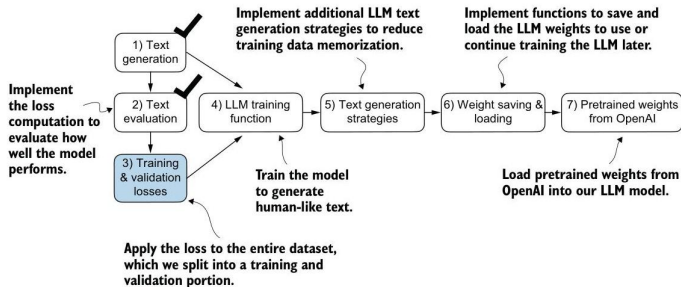 Implement additional LLM text
generation strategies to reduce
training data memorization.
Implement functions to save and
load the LLM weights to use or
continue training the LLM later.
1) Text
generation
Implement
the loss
computation to
evaluate how
well the model
performs.
2) Text
evaluation
3) Training
& validation
losses
4) LLM training
function
5) Text generation
strategies
6) Weight saving &
loading
7) Pretrained weights
from OpenAI
Train the model
to generate
human-like text.
Load pretrained weights from
OpenAI into our LLM model.
Apply the loss to the entire dataset,
which we split into a training and
validation portion.